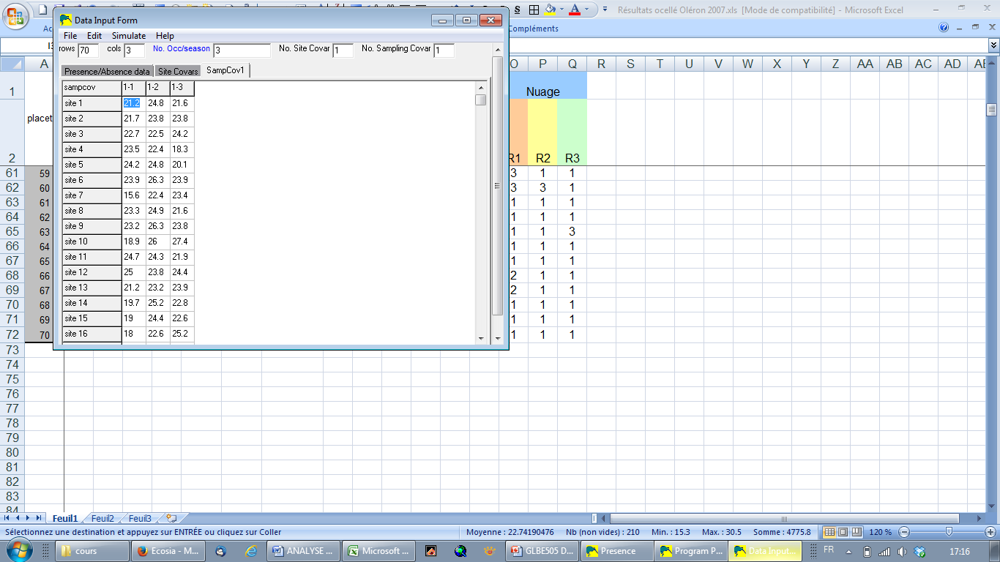 Résultats ocellé Oléron 2007.xls [Mode de compatibilité] - Microsoft Excel
Compléments
Data Input Form
File Edit Simulate Help
rows 70 cols 3 No. Occ/season 3 No. Site Covar 1 No. Sampling Covar 1
Presence/Absence data Site Covars SampCov1
sampcov 1-1 1-2 1-3
site 1 21.2 24.8 21.6
site 2 21.7 23.8 23.8
site 3 22.7 22.5 24.2
site 4 23.5 22.4 18.3
site 5 24.2 24.8 20.1
site 6 23.9 26.3 23.9
site 7 15.6 22.4 23.4
site 8 23.3 24.9 21.6
site 9 23.2 26.3 23.8
site 10 18.9 26 27.4
site 11 24.7 24.3 21.9
site 12 25 23.8 24.4
site 13 21.2 23.2 23.9
site 14 19.7 25.2 22.8
site 15 19 24.4 22.6
site 16 18 22.6 25.2
A O P Q R S T U V W X Y Z AA AB AC AD
1 Nuage
2 R1 R2 R3
61 59 3 1 1
62 60 3 3 1
63 61 1 1 1
64 62 1 1 1
65 63 1 1 3
66 64 1 1 1
67 65 1 1 1
68 66 2 1 1
69 67 2 1 1
70 68 1 1 1
71 69 1 1 1
72 70 1 1 1
73
74
75
76
77
78
79
80
81
82
83
84
Feuil1 Feuil2 Feuil3
Sélectionnez une destination et appuyez sur ENTRÉE ou cliquez sur Coller Moyenne : 22.74190476 Nb (non vides) : 210 Min. : 15.3 Max. : 30.5 Somme : 4775.8 120 %
cours Ecosia - M... ANALYSE ... Microsoft ... GLBE505 D... Presence Program P... Data Input... FR 17:16